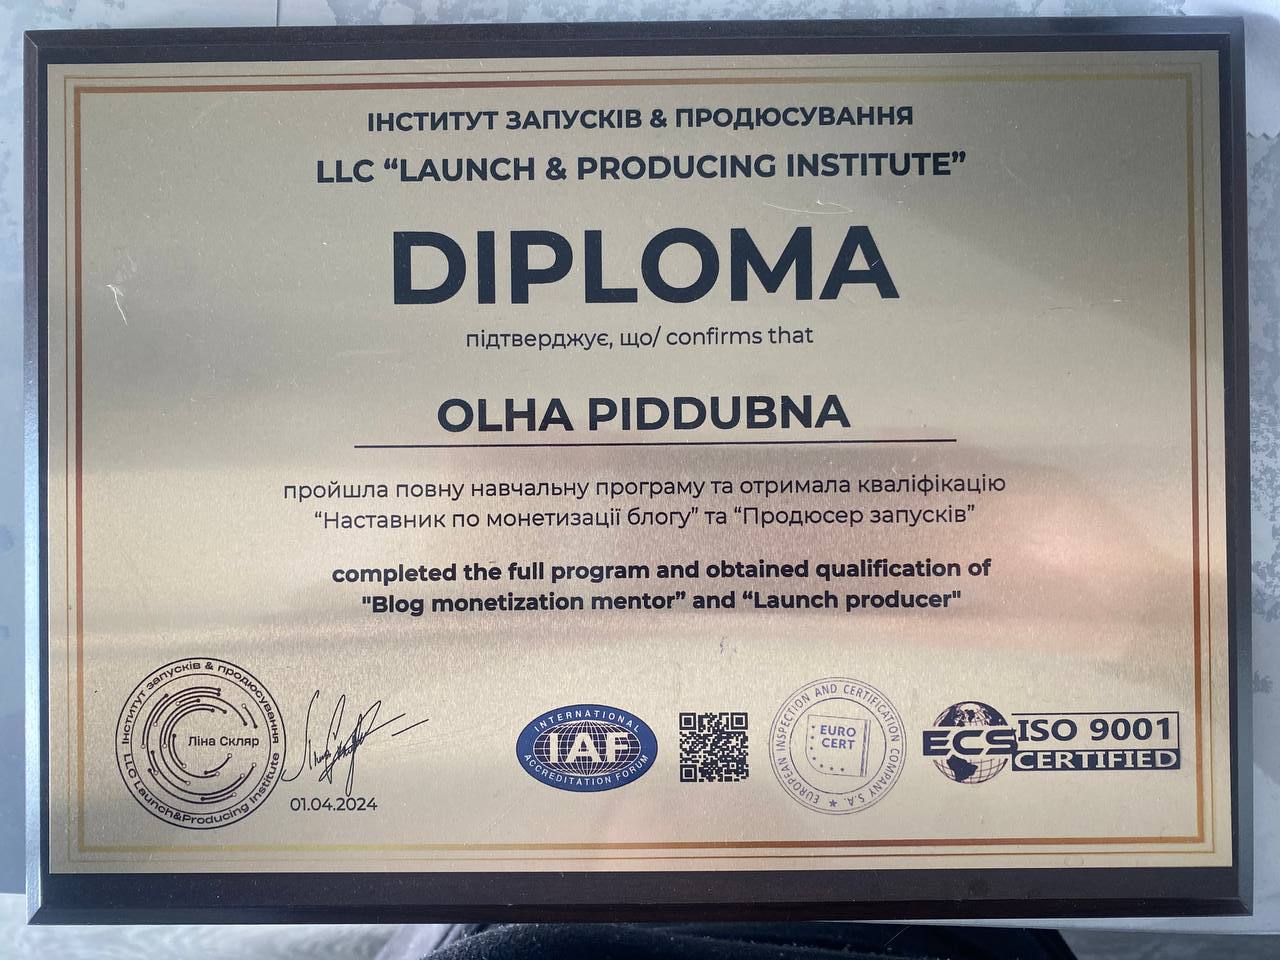 ІНСТИТУТ ЗАПУСКІВ & ПРОДЮСУВАННЯ
LLC “LAUNCH & PRODUCING INSTITUTE”
DIPLOMA
підтверджує, що/ confirms that
OLHA PIDDUBNA
пройшла повну навчальну програму та отримала кваліфікацію
“Наставник по монетизації блогу” та “Продюсер запусків”
completed the full program and obtained qualification of
"Blog monetization mentor” and “Launch producer"
Інститут запусків & продюсування
Ліна Скляр
LLC Launch&Producing Institute
01.04.2024
INTERNATIONAL
IAF
ACCREDITATION FORUM
EUROPEAN INSPECTION AND CERTIFICATION COMPANY S.A.
EURO
CERT
ECS
ISO 9001
CERTIFIED